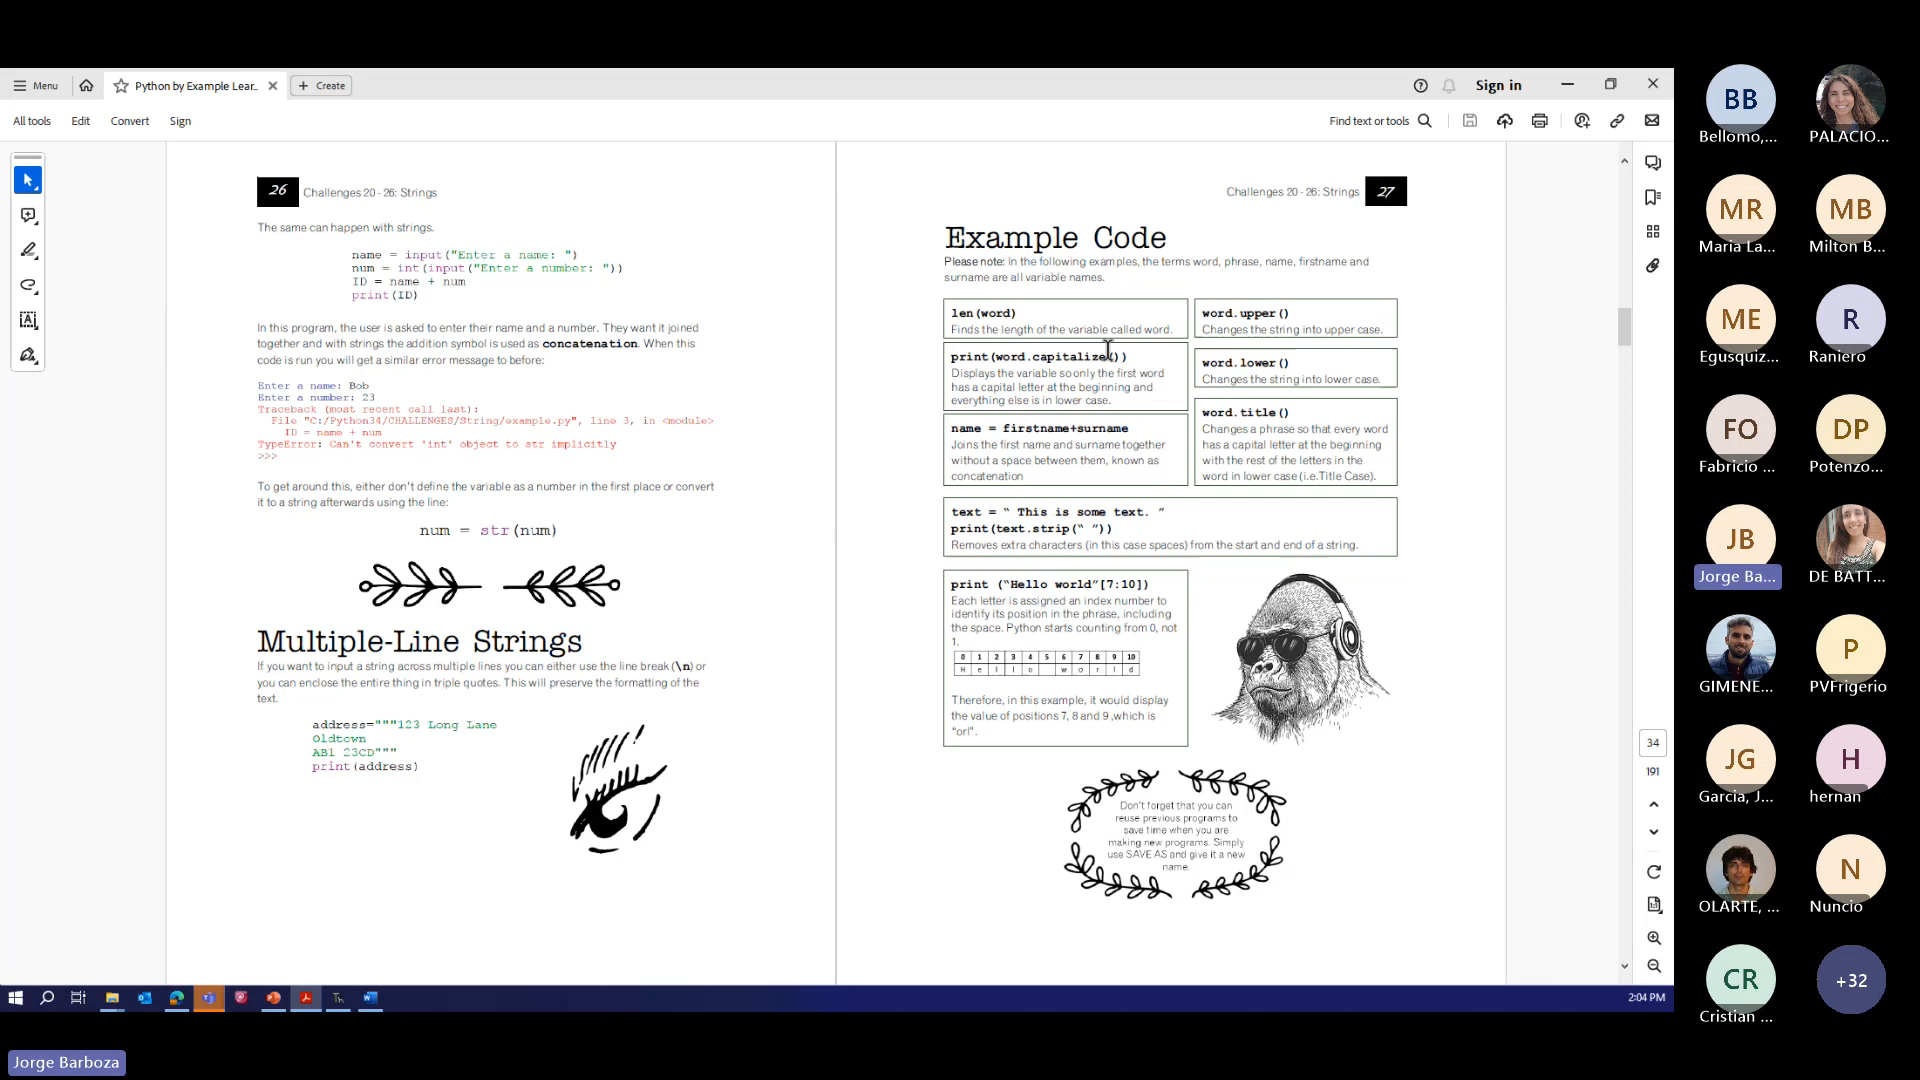 Menu
Python by Example Lear..
Create
Sign in
All tools
Edit
Convert
Sign
Find text or tools
26
Challenges 20 - 26: Strings
The same can happen with strings.
name = input("Enter a name: ")
num = int(input("Enter a number: "))
ID = name + num
print(ID)
In this program, the user is asked to enter their name and a number. They want it joined
together and with strings the addition symbol is used as concatenation. When this
code is run you will get a similar error message to before:
Enter a name: Bob
Enter a number: 23
Traceback (most recent call last):
File "C:/Python34/CHALLENGES/String/example.py", line 3, in <module>
ID = name + num
TypeError: Can't convert 'int' object to str implicitly
>>>
To get around this, either don't define the variable as a number in the first place or convert
it to a string afterwards using the line:
num = str(num)
Multiple-Line Strings
If you want to input a string across multiple lines you can either use the line break (\n) or
you can enclose the entire thing in triple quotes. This will preserve the formatting of the
text.
address="""123 Long Lane
Oldtown
AB1 23CD"""
print(address)
Challenges 20 - 26: Strings
27
Example Code
Please note: In the following examples, the terms word, phrase, name, firstname and
surname are all variable names.
len(word)
Finds the length of the variable called word.
print(word.capitalize())
Displays the variable so only the first word
has a capital letter at the beginning and
everything else is in lower case.
name = firstname+surname
Joins the first name and surname together
without a space between them, known as
concatenation
word.upper()
Changes the string into upper case.
word.lower()
Changes the string into lower case.
word.title()
Changes a phrase so that every word
has a capital letter at the beginning
with the rest of the letters in the
word in lower case (i.e.Title Case).
text = “ This is some text. ”
print(text.strip(“ ”))
Removes extra characters (in this case spaces) from the start and end of a string.
print (“Hello world”[7:10])
Each letter is assigned an index number to
identify its position in the phrase, including
the space. Python starts counting from 0, not
1.
0 1 2 3 4 5 6 7 8 9 10
H e l l o w o r l d
Therefore, in this example, it would display
the value of positions 7, 8 and 9 ,which is
“orl”.
Don't forget that you can
reuse previous programs to
save time when you are
making new programs. Simply
use SAVE AS and give it a new
name.
34
191
2:04 PM
BB
Bellomo,...
PALACIO...
MR
Maria La...
MB
Milton B...
ME
Egusquiz...
R
Raniero
FO
Fabricio ...
DP
Potenzo...
JB
Jorge Ba...
DE BATT...
GIMENE...
P
PVFrigerio
JG
Garcia, J...
H
hernan
OLARTE, ...
N
Nuncio
CR
Cristian ...
+32
Jorge Barboza